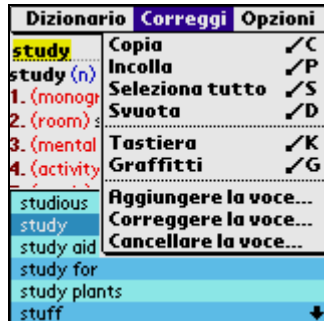 Dizionario Correggi Opzioni
study
study (n)
1. (monogr
2. (room) s
3. (mental
4. (activity
Copia /C
Incolla /P
Seleziona tutto /S
Svuota /D
Tastiera /K
Graffitti /G
Aggiungere la voce...
Correggere la voce...
Cancellare la voce...
studious
study
study aid
study for
study plants
stuff